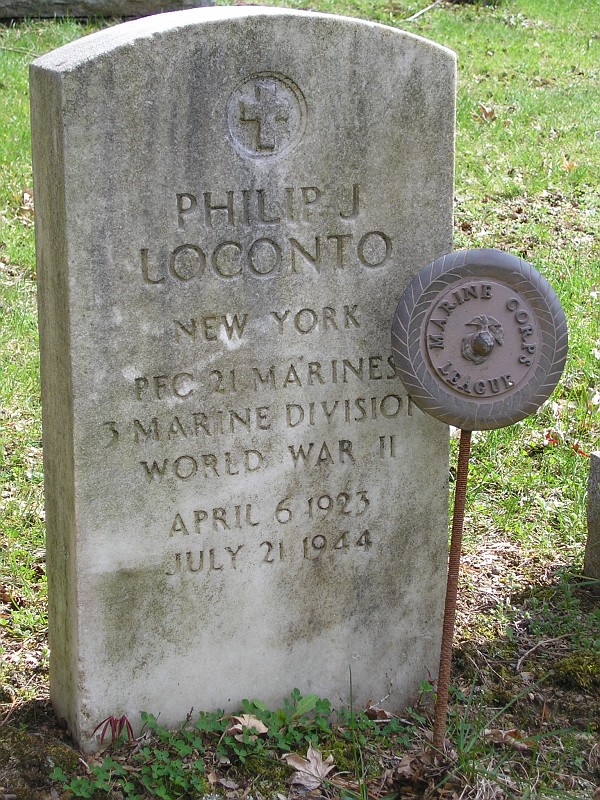 PHILIP J
LOCONTO
NEW YORK
PFC 21 MARINES
3 MARINE DIVISION
WORLD WAR II
APRIL 6 1923
JULY 21 1944
MARINE CORPS
LEAGUE